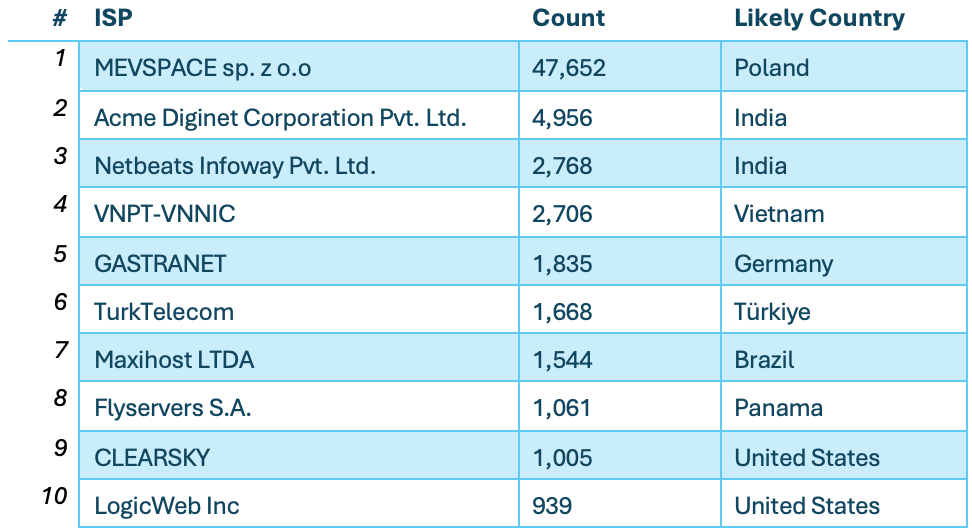 # ISP Count Likely Country
1 MEVSPACE sp. z o.o 47,652 Poland
2 Acme Diginet Corporation Pvt. Ltd. 4,956 India
3 Netbeats Infoway Pvt. Ltd. 2,768 India
4 VNPT-VNNIC 2,706 Vietnam
5 GASTRANET 1,835 Germany
6 TurkTelecom 1,668 Türkiye
7 Maxihost LTDA 1,544 Brazil
8 Flyservers S.A. 1,061 Panama
9 CLEARSKY 1,005 United States
10 LogicWeb Inc 939 United States